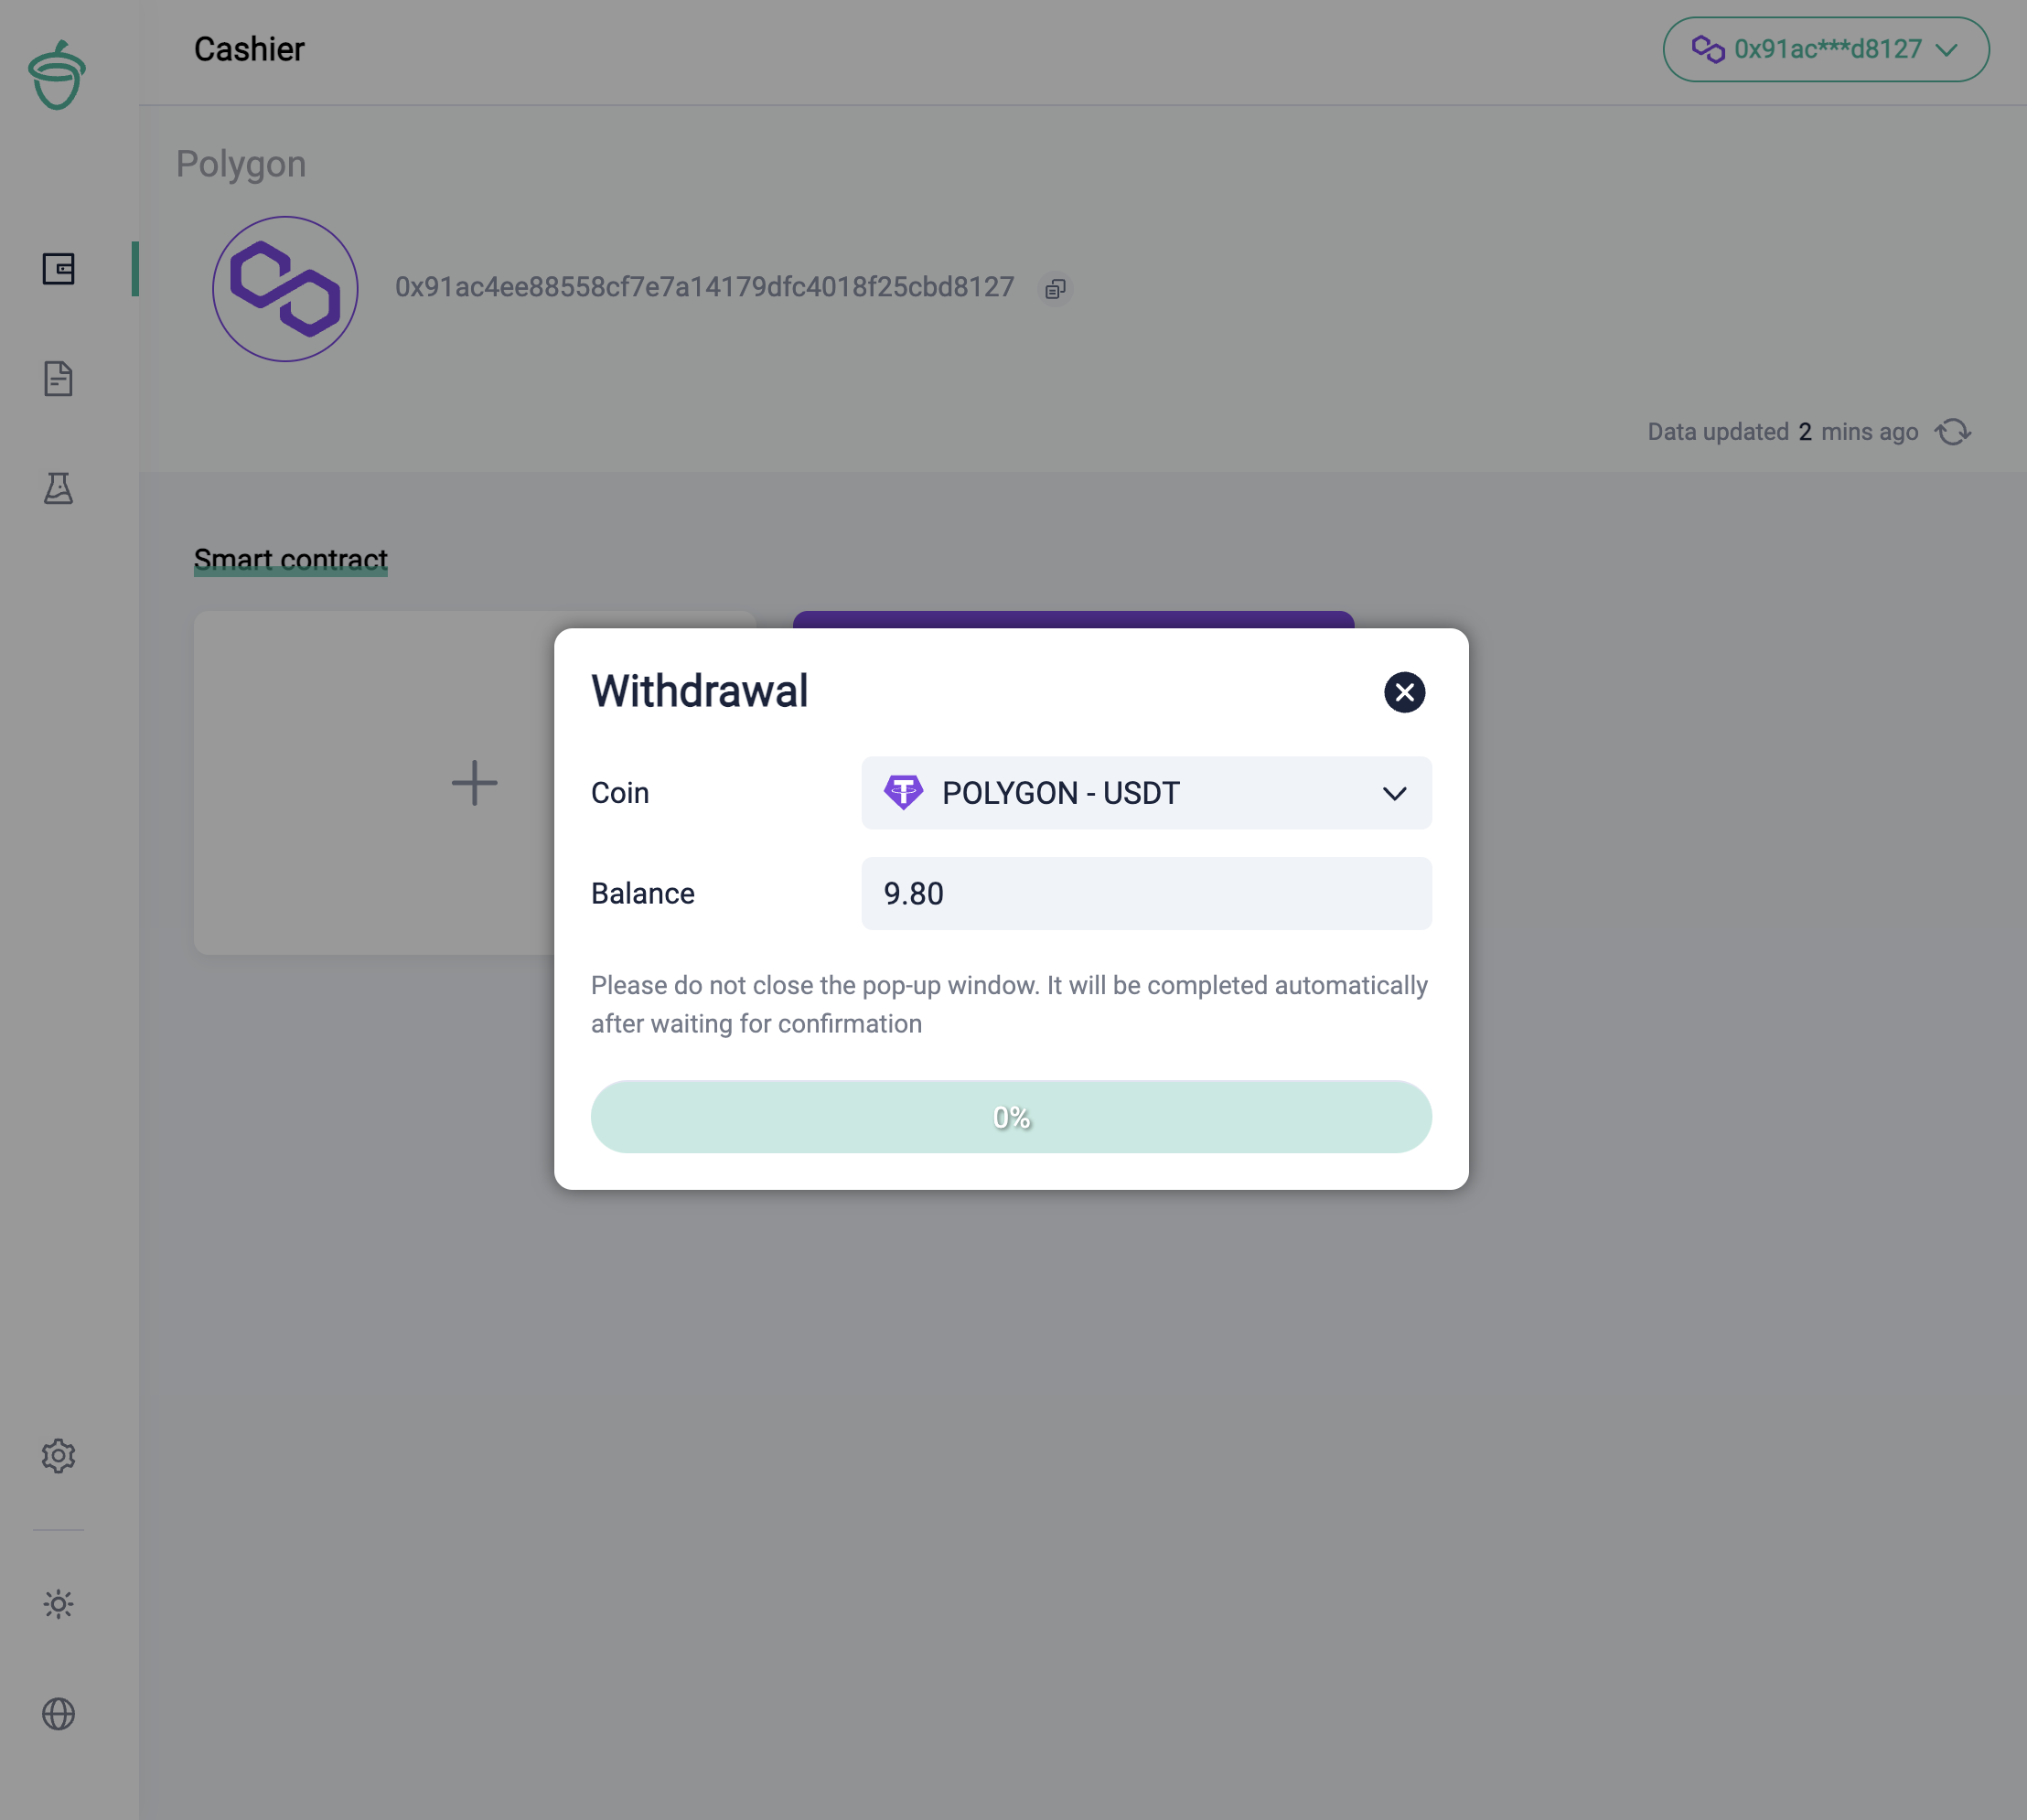 Cashier
0x91ac***d8127
Polygon
0x91ac4ee88558cf7e7a14179dfc4018f25cbd8127
Data updated 2 mins ago
Smart contract
Withdrawal
Coin
POLYGON - USDT
Balance
9.80
Please do not close the pop-up window. It will be completed automatically
after waiting for confirmation
0%